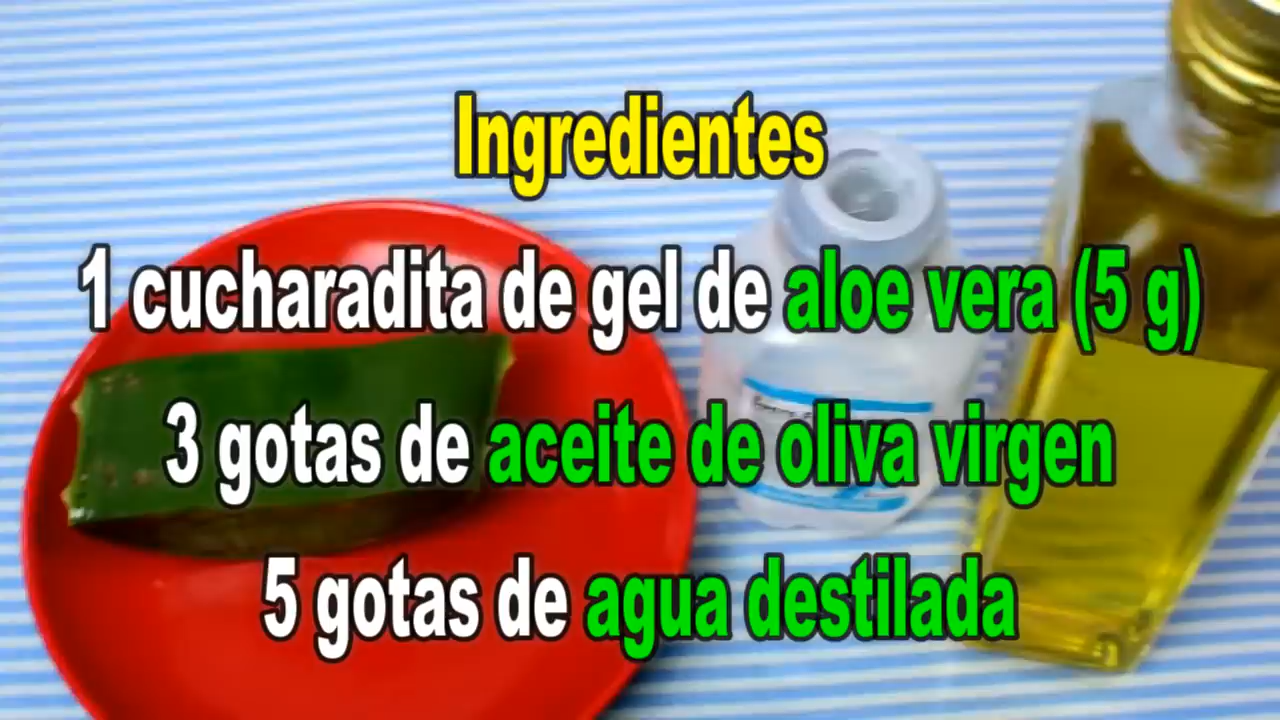 Ingredientes
1 cucharadita de gel de aloe vera (5 g)
3 gotas de aceite de oliva virgen
5 gotas de agua destilada